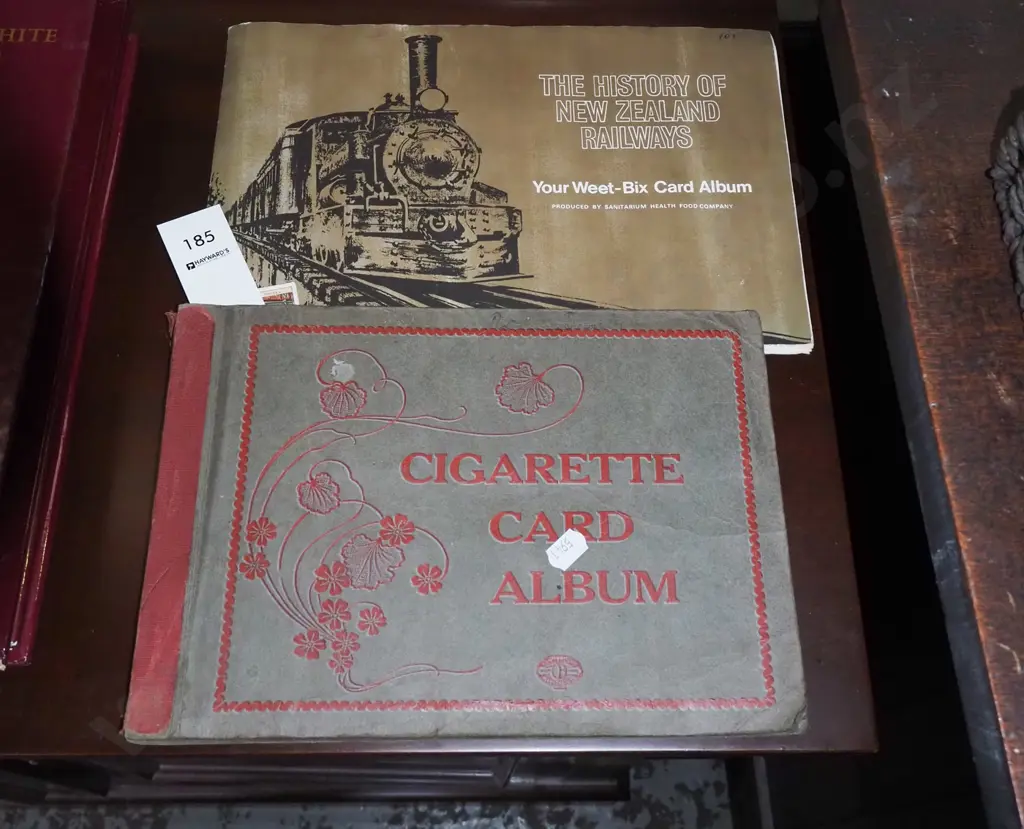 HITE
THE HISTORY OF
NEW ZEALAND
RAILWAYS
Your Weet-Bix Card Album
PRODUCED BY SANITARIUM HEALTH FOOD COMPANY
185
HAYWARD'S
CIGARETTE
CARD
ALBUM